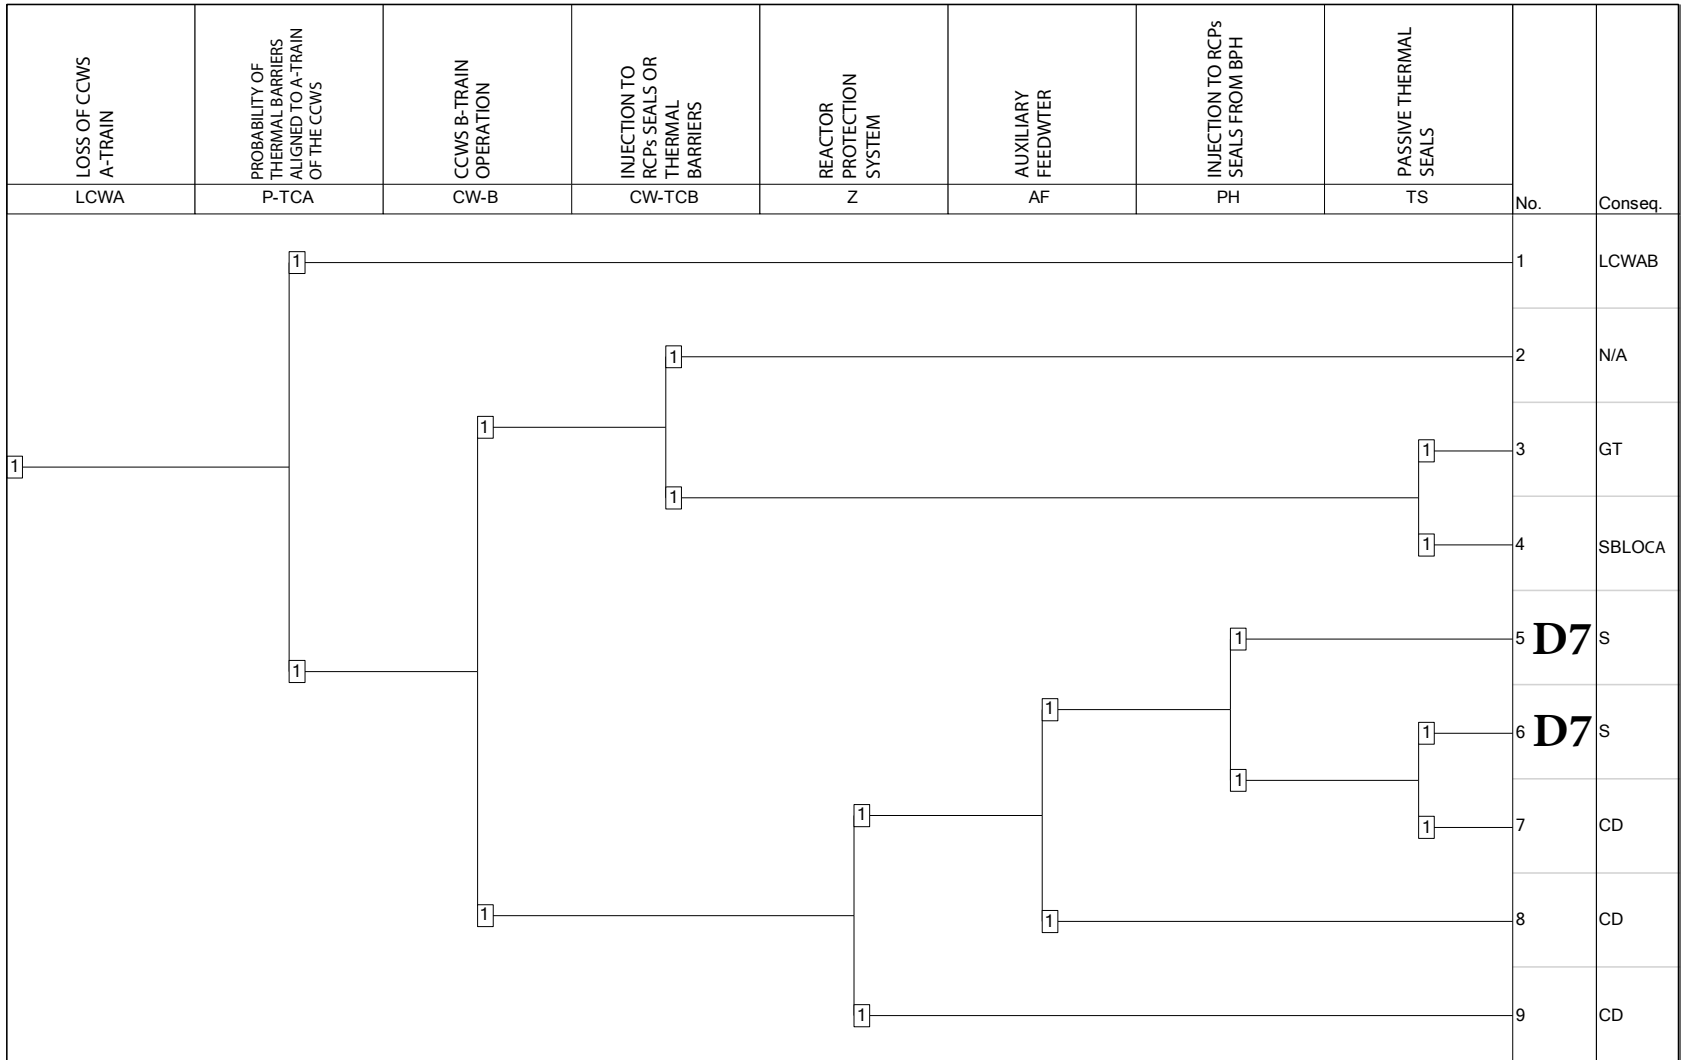 LOSS OF CCWS
A-TRAIN
PROBABILITY OF
THERMAL BARRIERS
ALIGNED TO A-TRAIN
OF THE CCWS
CCWS B-TRAIN
OPERATION
INJECTION TO
RCPs SEALS OR
THERMAL
BARRIERS
REACTOR
PROTECTION
SYSTEM
AUXILIARY
FEEDWTER
INJECTION TO RCPs
SEALS FROM BPH
PASSIVE THERMAL
SEALS
LCWA P-TCA CW-B CW-TCB Z AF PH TS No. Conseq.
1 1 LCWAB
1 2 N/A
1
1 3 GT
1
1
1 4 SBLOCA
1 5 D7 S
1
1
1 6 D7 S
1
1
1 7 CD
1
1 8 CD
1 9 CD